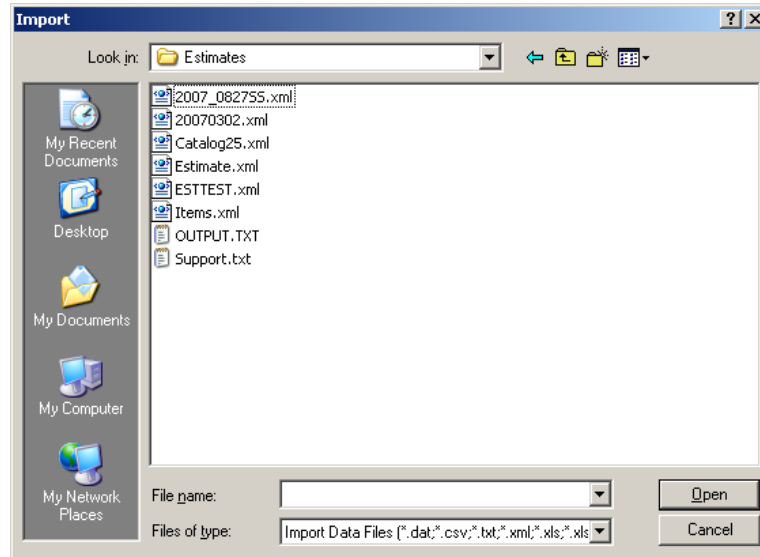 Import
Look in: Estimates
My Recent Documents
Desktop
My Documents
My Computer
My Network Places
2007_082755.xml
20070302.xml
Catalog25.xml
Estimate.xml
ESTTEST.xml
Items.xml
OUTPUT.TXT
Support.txt
File name:
Open
Files of type: Import Data Files (*.dat;*.csv;*.txt;*.xml;*.xls;*.xls
Cancel